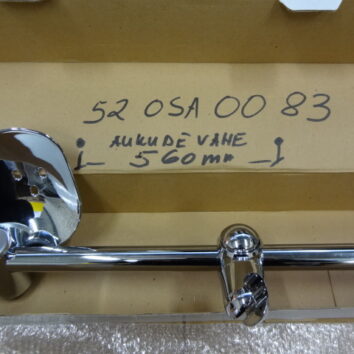 52 OSA 00 83
AUKUDE VAHE
560mm